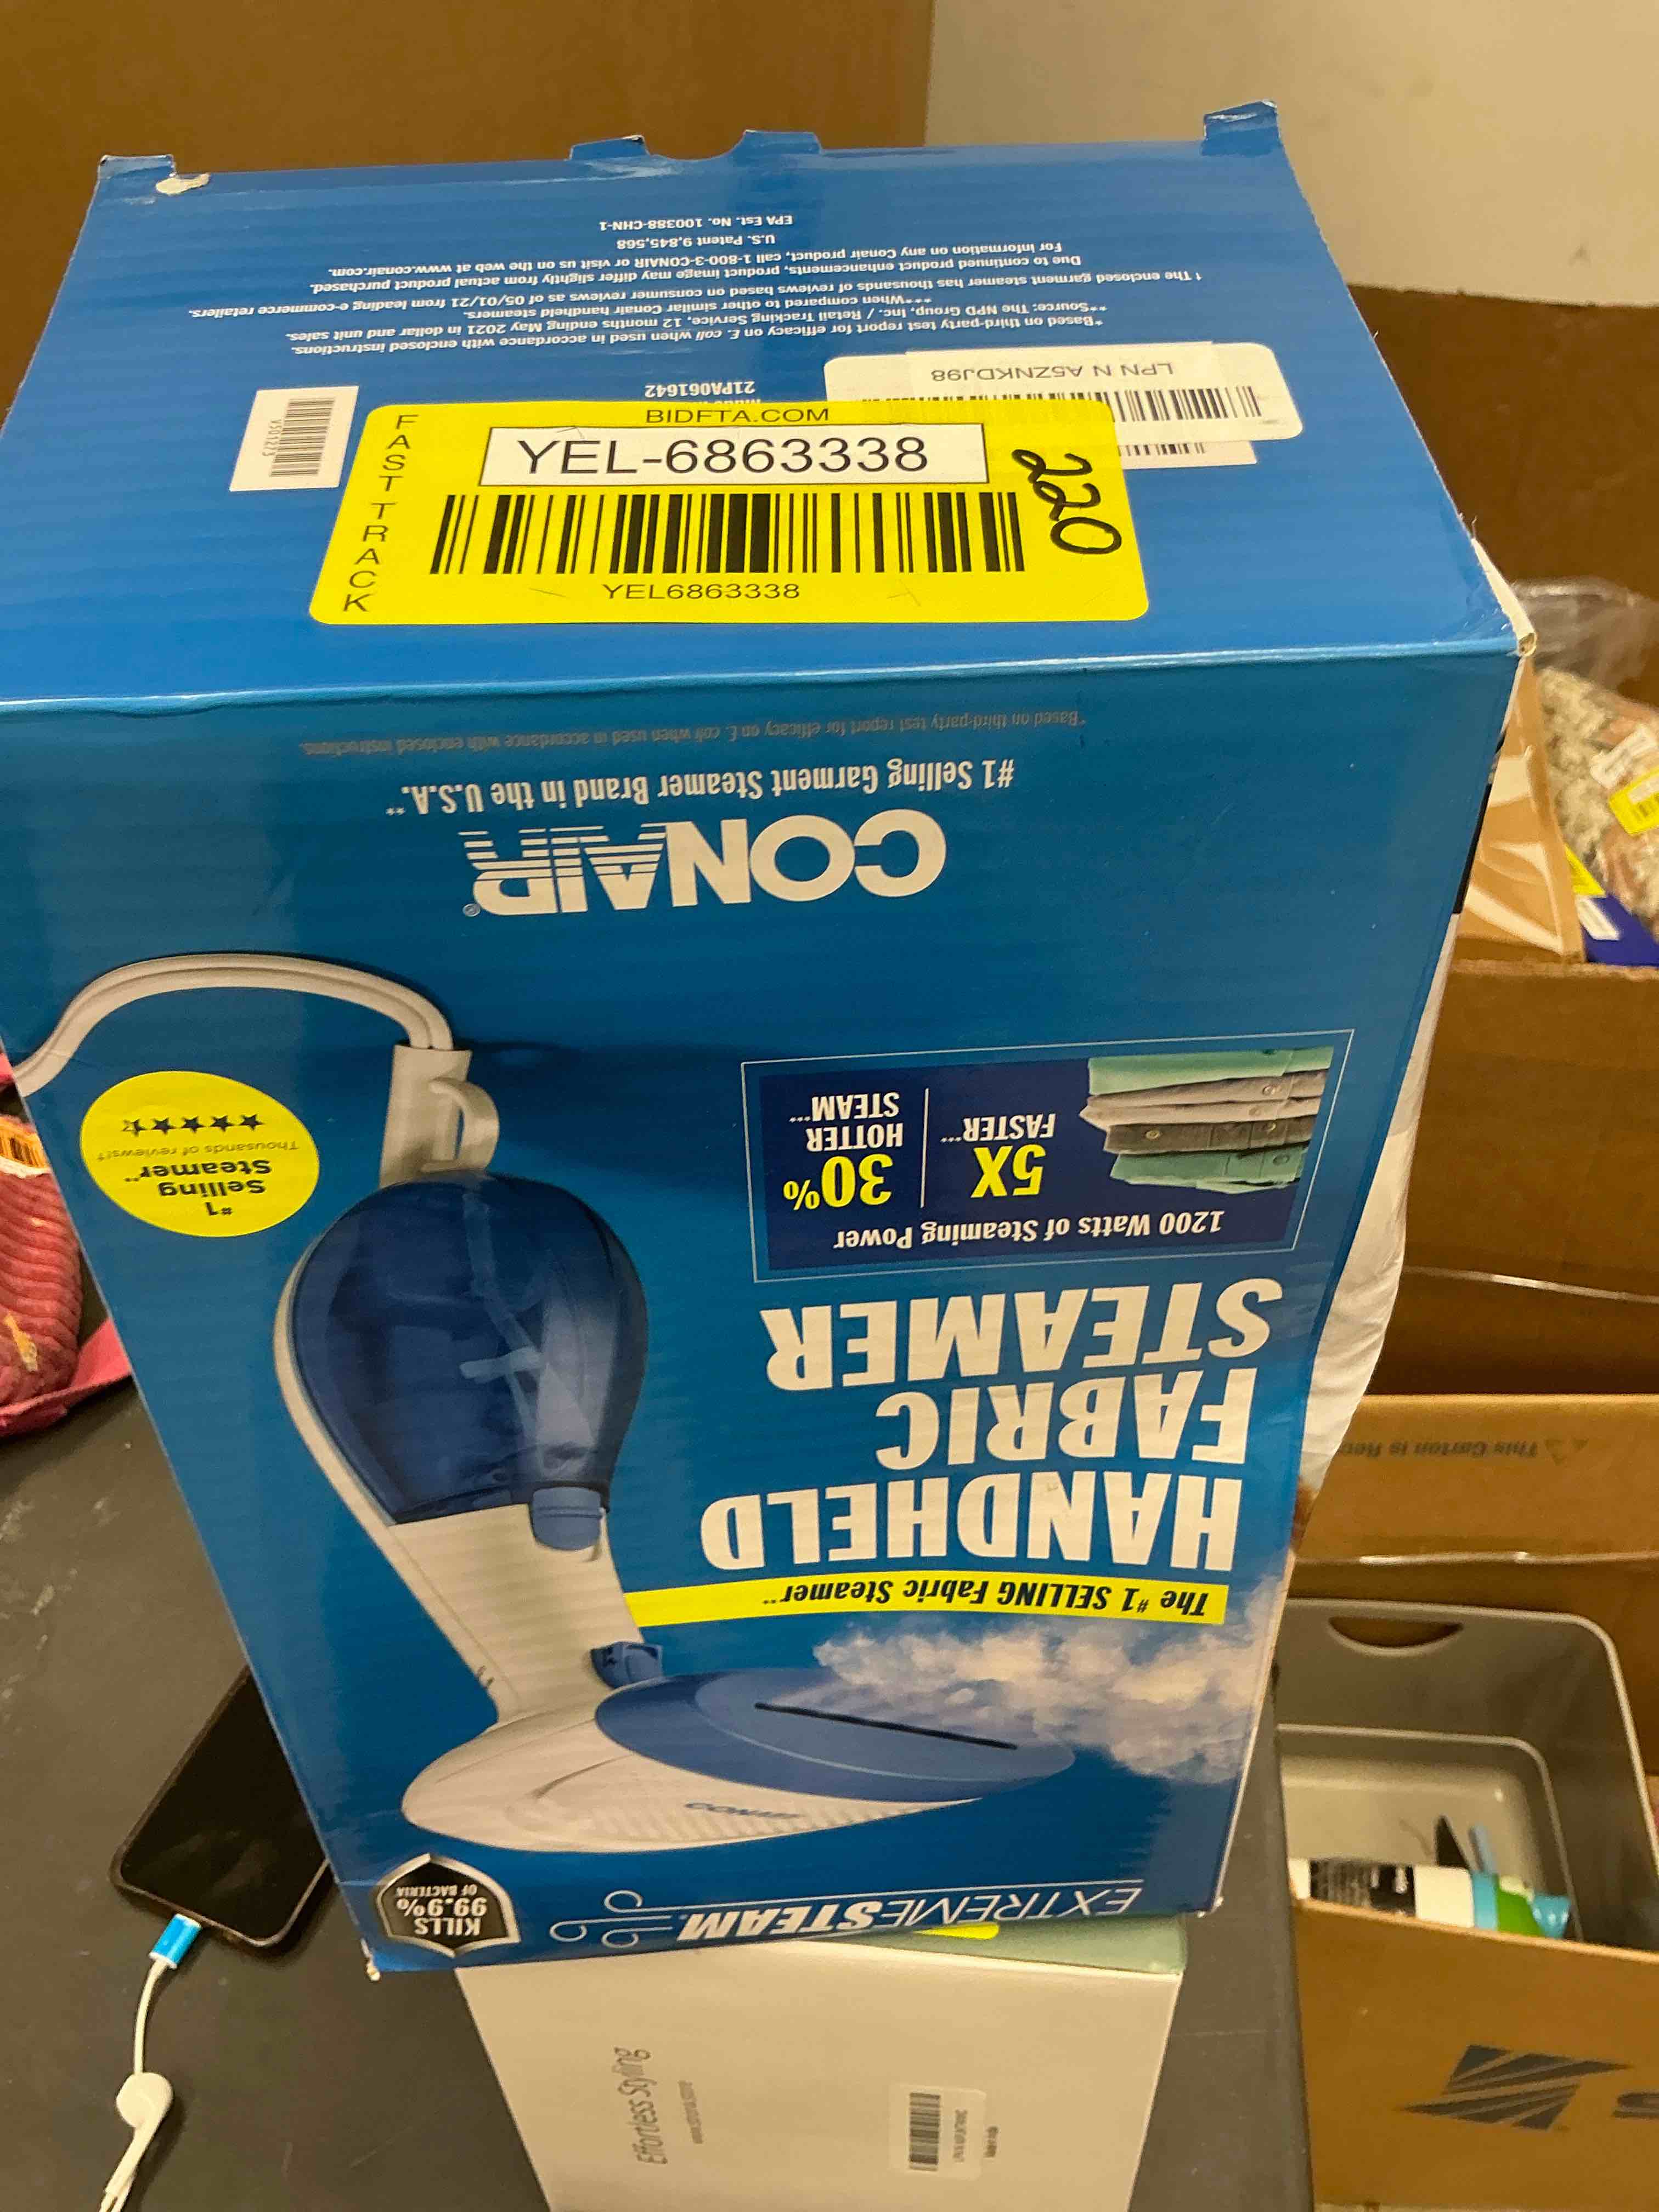 EPA Est. No. 100388-CHN-1
U.S. Patent 9,845,568
For information on any Conair product, call 1-800-3-CONAIR or visit us on the web at www.conair.com.
Due to continued product enhancements, product image may differ slightly from actual product purchased.
† The enclosed garment steamer has thousands of reviews based on consumer reviews as of 05/01/21 from leading e-commerce retailers.
***When compared to other similar Conair handheld steamers.
**Source: The NPD Group, Inc. / Retail Tracking Service, 12 months ending May 2021 in dollar and unit sales.
*Based on third-party test report for efficacy on E. coli when used in accordance with enclosed instructions.
21PA061642
LPN N A5ZNKDJ98
V501273
FAST TRACK
BIDFTA.COM
YEL-6863338
220
YEL6863338
*Based on third-party test report for efficacy on E. coli when used in accordance with enclosed instructions.
#1 Selling Garment Steamer Brand in the U.S.A.**
CONAIR®
1200 Watts of Steaming Power
5X
FASTER***
30%
HOTTER
STEAM***
#1
Selling
Steamer**
Thousands of reviews!†
The #1 SELLING Fabric Steamer**
HANDHELD
FABRIC
STEAMER
CONAIR
EXTREMESTEAM
KILLS
99.9%*
OF BACTERIA
Effortless Styling
This Carton is